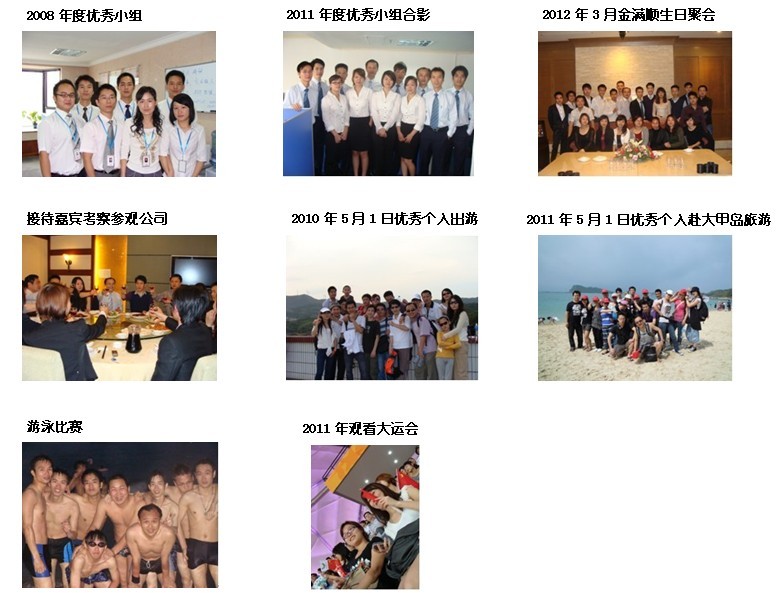 2008 年度优秀小组
2011 年度优秀小组合影
2012 年 3 月金满顺生日聚会
接待嘉宾考察参观公司
2010 年 5 月 1 日优秀个人出游
2011 年 5 月 1 日优秀个人赴大甲岛旅游
游泳比赛
2011 年观看大运会